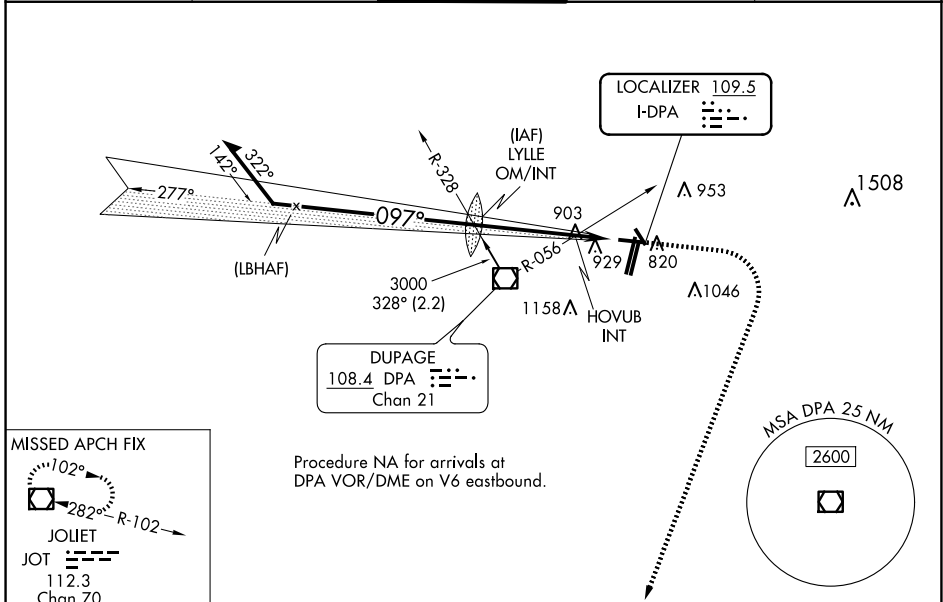 LOCALIZER 109.5
I-DPA
(IAF)
LYLLE
OM/INT
R-328
322°
142°
277°
097°
(LBHAF)
953
1508
903
R-056
929
820
1046
3000
328° (2.2)
1158
HOVUB
INT
DUPAGE
108.4 DPA
Chan 21
Procedure NA for arrivals at
DPA VOR/DME on V6 eastbound.
MSA DPA 25 NM
2600
MISSED APCH FIX
102°
282°
R-102
JOLIET
JOT
112.3
Chan 70